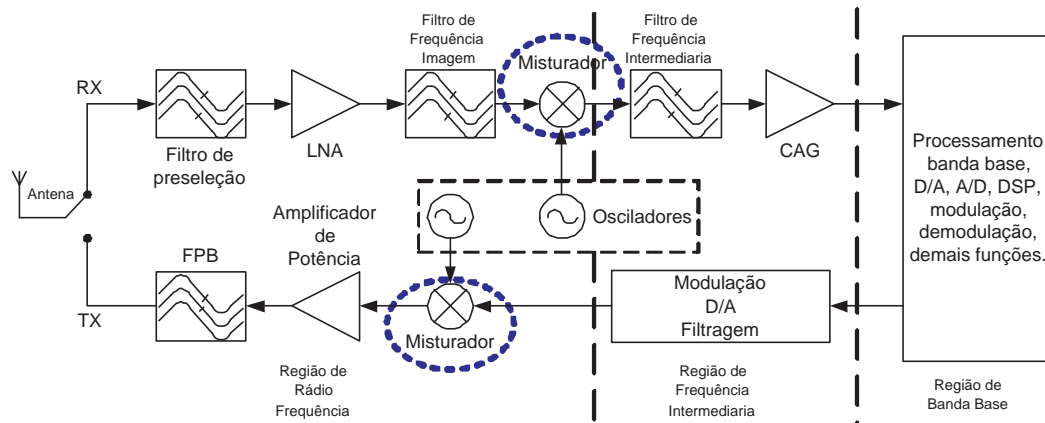 Filtro de
Frequência
Imagem
Misturador
Filtro de
Frequência
Intermediaria
RX
LNA
CAG
Filtro de
preseleção
Antena
Processamento
banda base,
D/A, A/D, DSP,
modulação,
demodulação,
demais funções.
Osciladores
Amplificador
de
Potência
FPB
TX
Misturador
Modulação
D/A
Filtragem
Região de
Rádio
Frequência
Região de
Frequência
Intermediaria
Região de
Banda Base